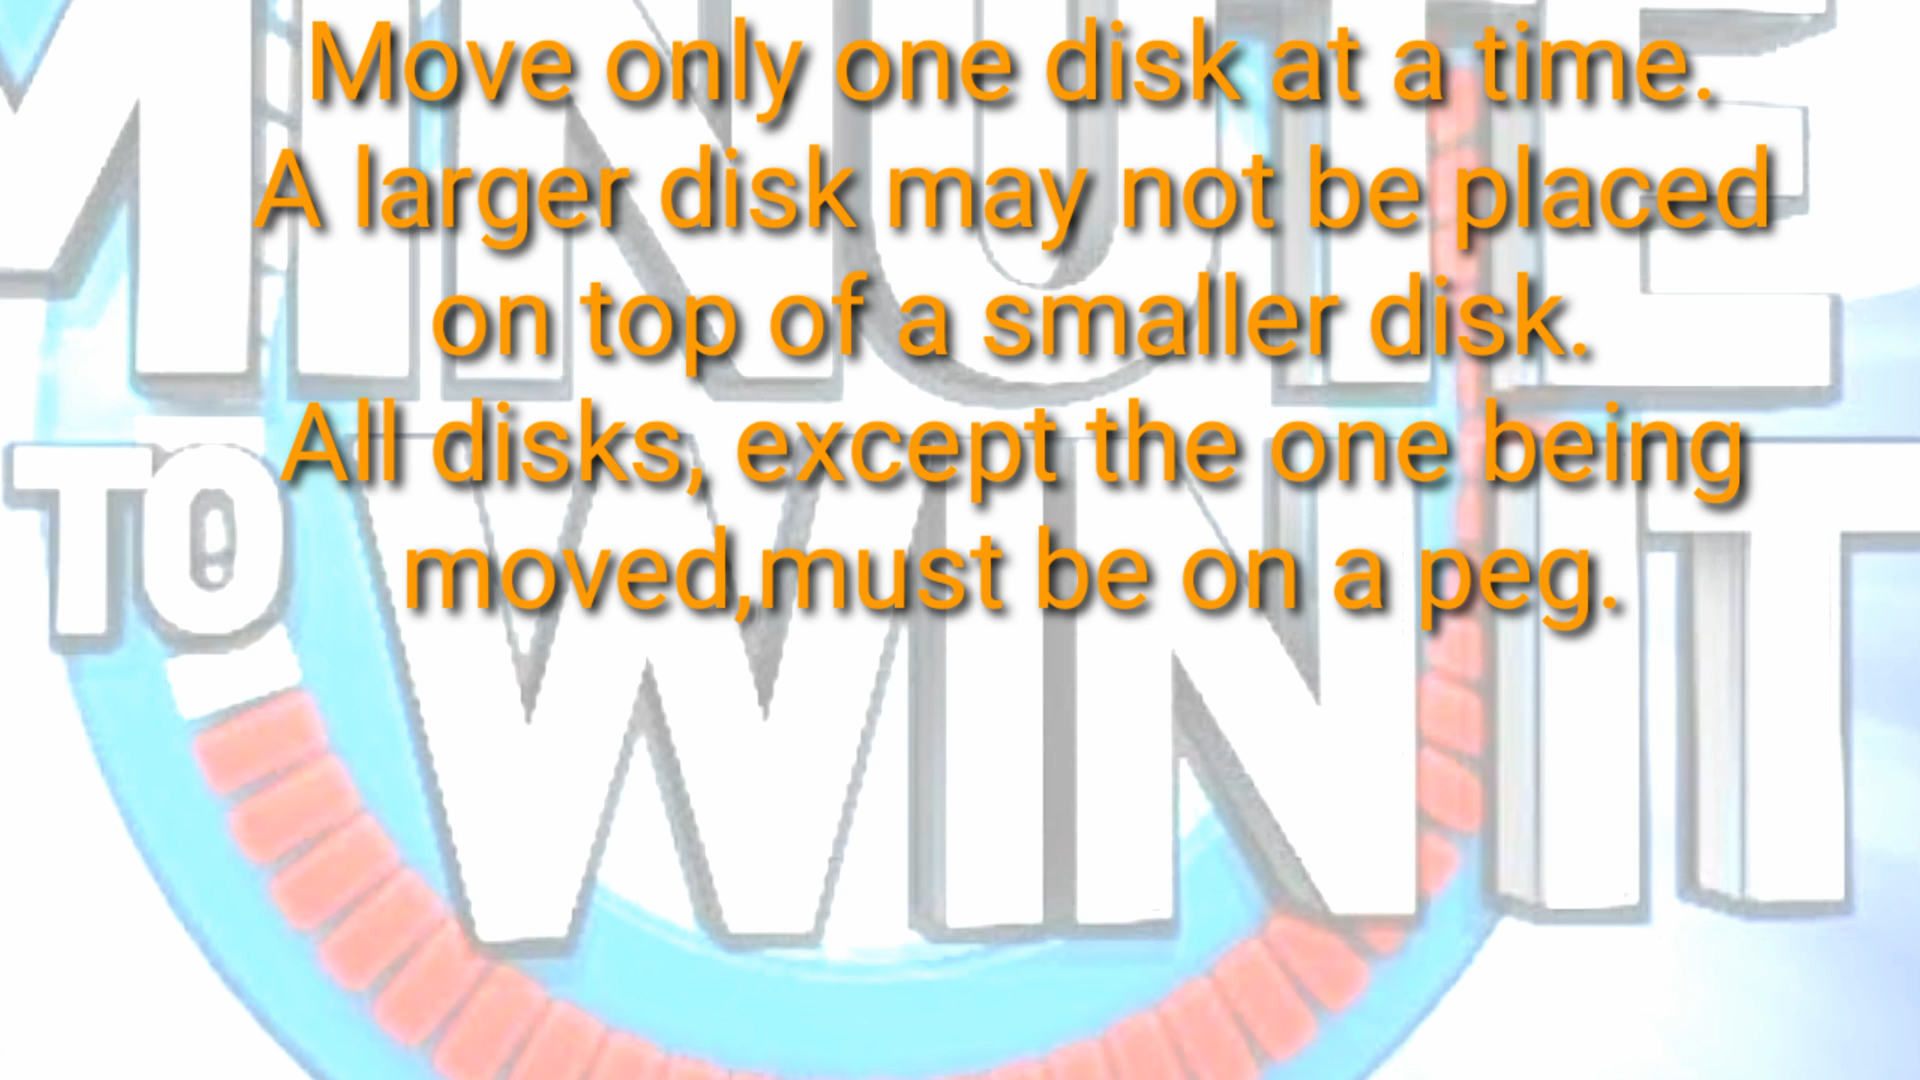 Move only one disk at a time.
A larger disk may not be placed
on top of a smaller disk.
All disks, except the one being
moved,must be on a peg.
MINUTE
TO WIN IT